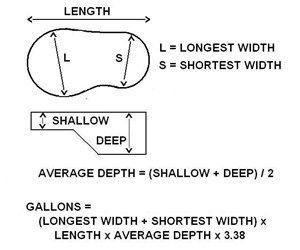 LENGTH
L
S
L = LONGEST WIDTH
S = SHORTEST WIDTH
SHALLOW
DEEP
AVERAGE DEPTH = (SHALLOW + DEEP) / 2
GALLONS =
(LONGEST WIDTH + SHORTEST WIDTH) x
LENGTH x AVERAGE DEPTH x 3.38